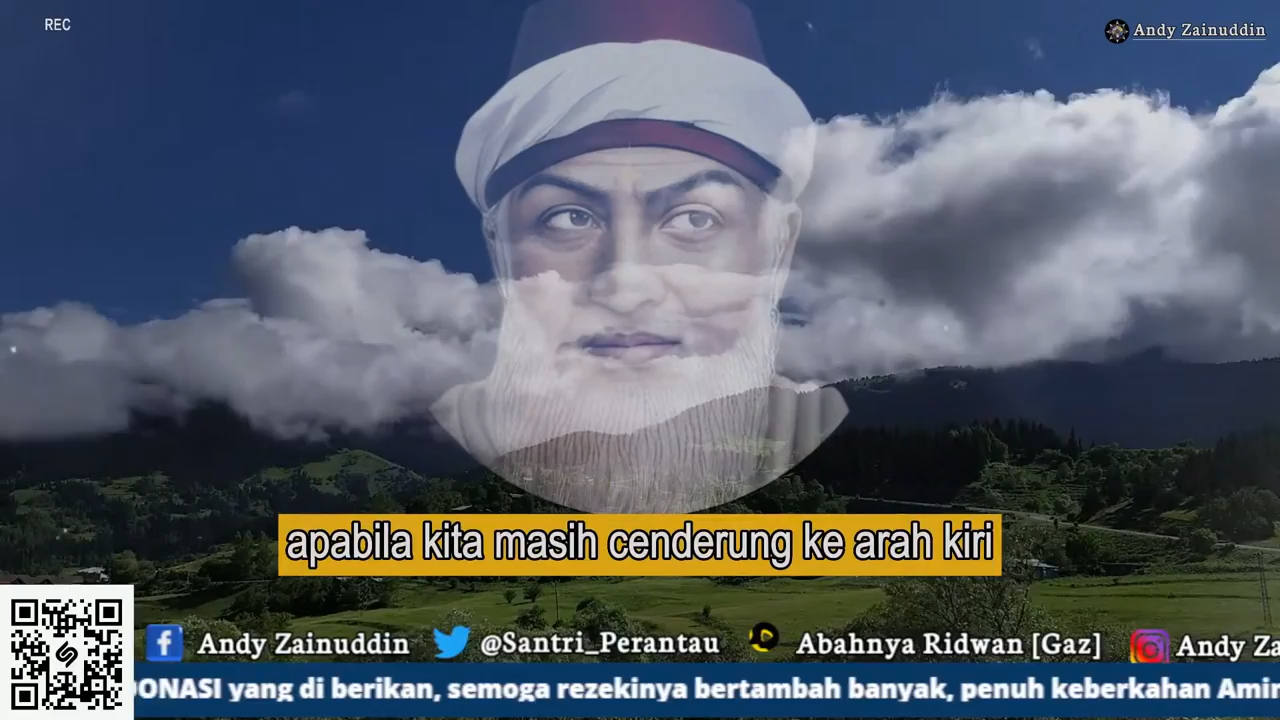 REC
Andy Zainuddin
apabila kita masih cenderung ke arah kiri
Andy Zainuddin @Santri_Perantau Abahnya Ridwan [Gaz] Andy Za
DONASI yang di berikan, semoga rezekinya bertambah banyak, penuh keberkahan Amin